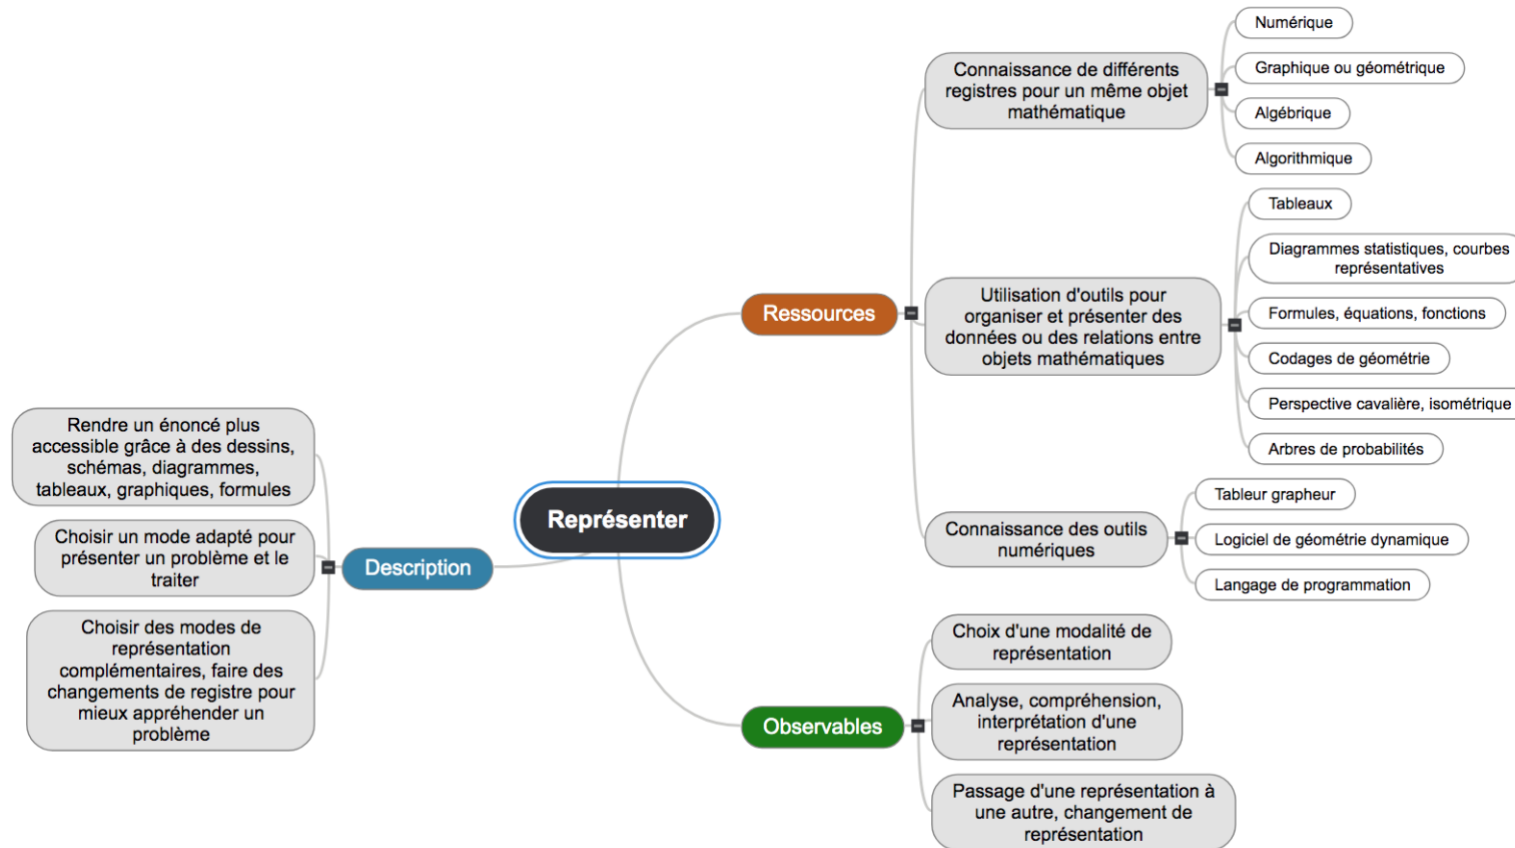 Représenter
Description
Rendre un énoncé plus
accessible grâce à des dessins,
schémas, diagrammes,
tableaux, graphiques, formules
Choisir un mode adapté pour
présenter un problème et le
traiter
Choisir des modes de
représentation
complémentaires, faire des
changements de registre pour
mieux appréhender un
problème
Ressources
Connaissance de différents
registres pour un même objet
mathématique
Numérique
Graphique ou géométrique
Algébrique
Algorithmique
Utilisation d'outils pour
organiser et présenter des
données ou des relations entre
objets mathématiques
Tableaux
Diagrammes statistiques, courbes
représentatives
Formules, équations, fonctions
Codages de géométrie
Perspective cavalière, isométrique
Arbres de probabilités
Connaissance des outils
numériques
Tableur grapheur
Logiciel de géométrie dynamique
Langage de programmation
Observables
Choix d'une modalité de
représentation
Analyse, compréhension,
interprétation d'une
représentation
Passage d'une représentation à
une autre, changement de
représentation